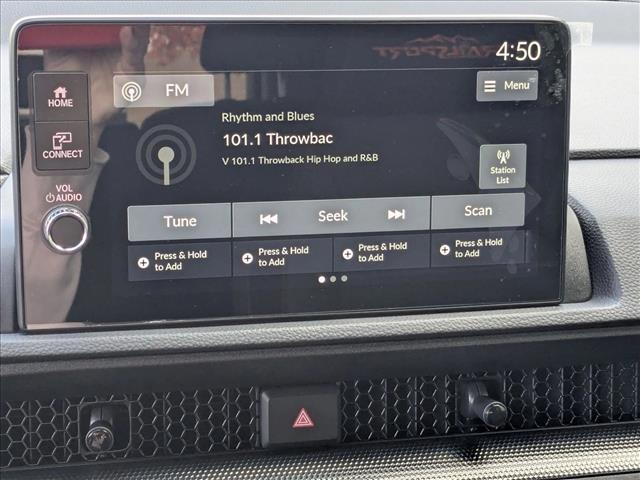 TRAILSPORT
4:50
FM
Menu
HOME
Rhythm and Blues
101.1 Throwbac
CONNECT
V 101.1 Throwback Hip Hop and R&B
Station
List
VOL
AUDIO
Tune
Seek
Scan
Press & Hold
to Add
Press & Hold
to Add
Press & Hold
to Add
Press & Hold
to Add